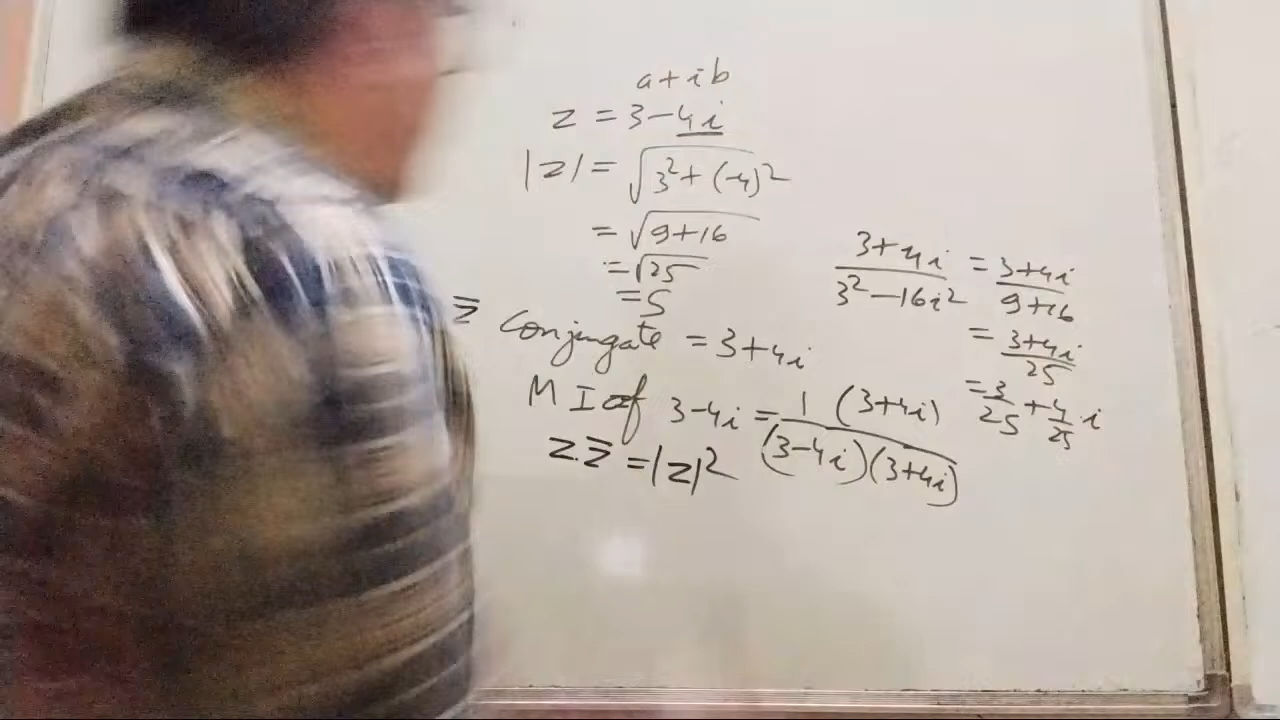 a+ib
z = 3-4i
|z| = √3²+(-4)²
= √9+16
= √25
= 5
z̄ Conjugate = 3+4i
M I of 3-4i = 1 (3+4i) / (3-4i)(3+4i)
z.z̄ = |z|²
3+4i / 3²-16i² = 3+4i / 9+16
= 3+4i / 25
= 3/25 + 4/25 i